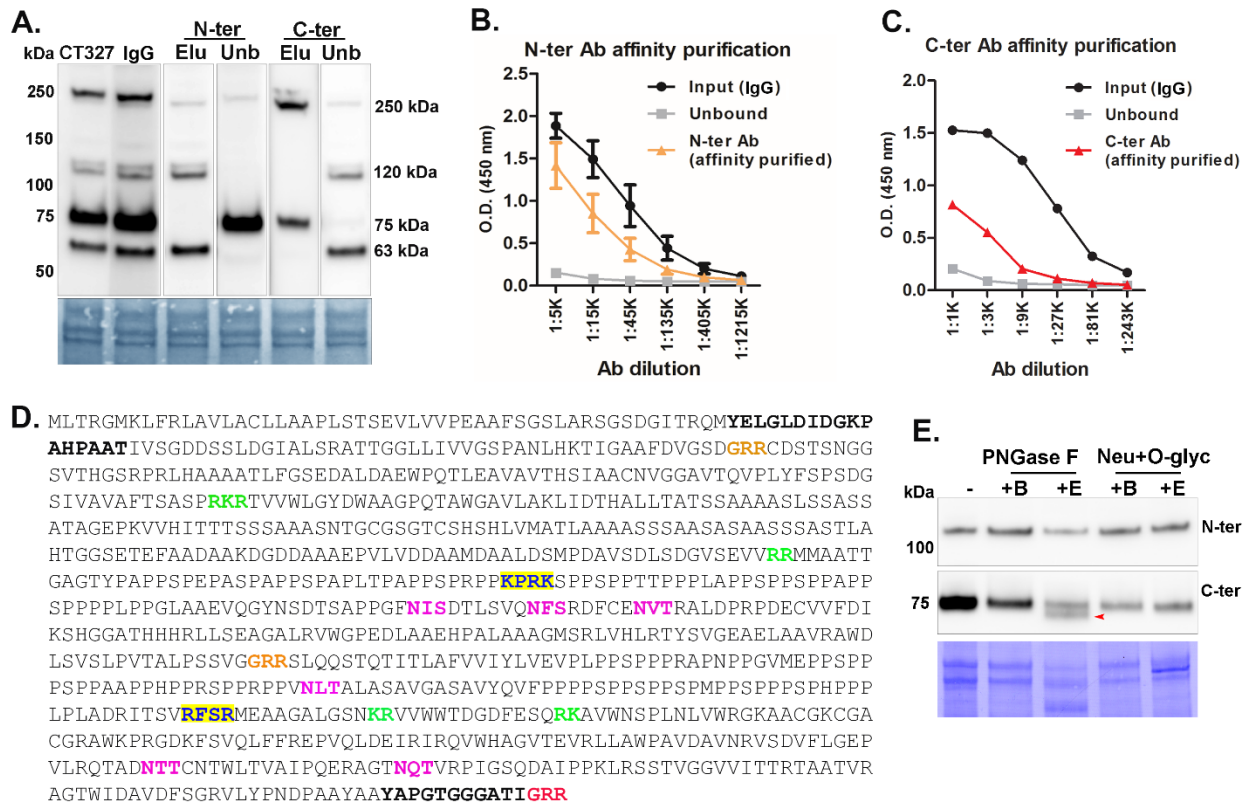 A.
N-ter
C-ter
kDa
CT327
IgG
Elu
Unb
Elu
Unb
250
150
100
75
50
250 kDa
120 kDa
75 kDa
63 kDa
B.
N-ter Ab affinity purification
Input (IgG)
Unbound
N-ter Ab
(affinity purified)
O.D. (450 nm)
2.5
2.0
1.5
1.0
0.5
0.0
1:5K
1:15K
1:45K
1:135K
1:405K
1:1215K
Ab dilution
C.
C-ter Ab affinity purification
Input (IgG)
Unbound
C-ter Ab
(affinity purified)
O.D. (450 nm)
2.0
1.5
1.0
0.5
0.0
1:1K
1:3K
1:9K
1:27K
1:81K
1:243K
Ab dilution
D.
MLTRGMKLFRLAVLACLLAAPLSTSEVLVVPEAAFSGSLARSGSDGITRQMYELGLDIDGKP
AHPAATIVSGDDSSLDGIALSRATTGGLLIVVGSPANLHKTIGAAFDVGSDGRRCDSTSNGG
GSVTHGSRPRLHAAAATLFGSEDALDAEWPQTLEAVAVTHSIAACNVGGAVTQVPLYFSPSDG
SIVAVAFTSASPRKRTVVWLGYDWAAGPQTAWGAVLAKLIDTHALLTATSSAAAASLSSASS
ATAGEPKVVHITTTSSSAAASNTGCGSGTCSHSHLVMATLAAAASSSAASAASSSASASTLA
HTGGSETEFAADAAKDGDDAAAEPVLVDDAAMDAALDSMPDAVSDLSDGVSEVVRRMMAATT
GAGTYPAPPSPEPASPAPPSPAPLTPAPPSPRPPKPRKSPPSPPTTPPPLAPPSPPPSPAPP
SPPPPLPPGLAAEVQGYNSDTSAPPGFNISDTLSVQNFSRDFCENVTRALDPRPDECVVFDI
KSHGGATHHHRLLSEAGALRVWGPEDLAAEHPALAAAGMSRLVHLRTYSVGEAELAAVRAWD
LSVSLPVTALPSSVGGRRSLQQSTQTITLAFVVIYLVEVPLPPSPPPRAPNPPGVMEPPSPP
PSPPAAPPHPPRSPPRPPVNLTALASAVGASAVYQVFPPPPSPPPSPPSPMPPSPPPSPHPPP
LPLADRITSVRFSRMEAAGALGSNKRVVWWTDGDFESQRKAVWNSPLNLVWRGKAACGKCGA
CGRAWKPRGDKFSVQLFFREPVQLDEIRIRQVWHAGVTEVRLLAWPAVDAVNRVSDVFLGEP
VLRQTADNTTCNTWLTVAIPQERAGTNQTVRPIGSQDAIPPKLRSSTVGGVVITTRTAATVR
AGTWIDAVDFSGRVLYPNDPAAYAAYAPGTGGGATIGRR
E.
PNGase F
Neu+O-glyc
kDa
-
+B
+E
+B
+E
100
N-ter
75
C-ter